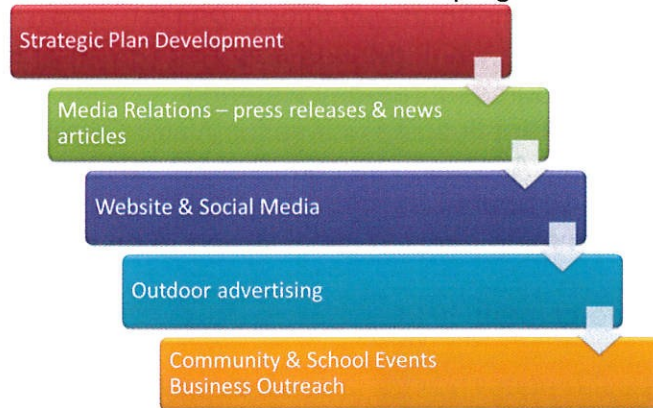 Strategic Plan Development
Media Relations – press releases & news
articles
Website & Social Media
Outdoor advertising
Community & School Events
Business Outreach